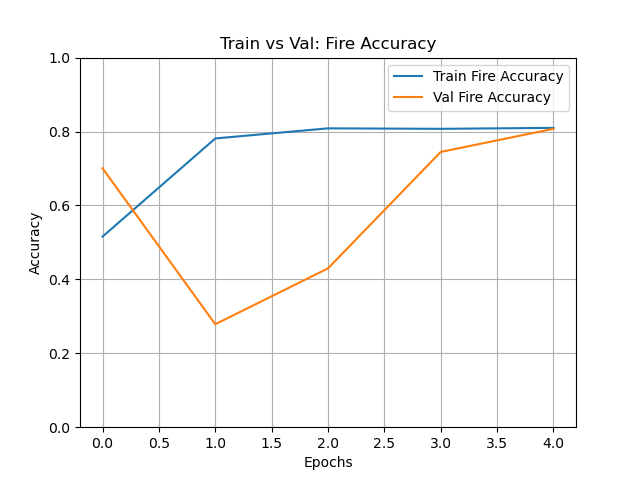 Train vs Val: Fire Accuracy
Train Fire Accuracy
Val Fire Accuracy
Accuracy
1.0
0.8
0.6
0.4
0.2
0.0
0.0 0.5 1.0 1.5 2.0 2.5 3.0 3.5 4.0
Epochs